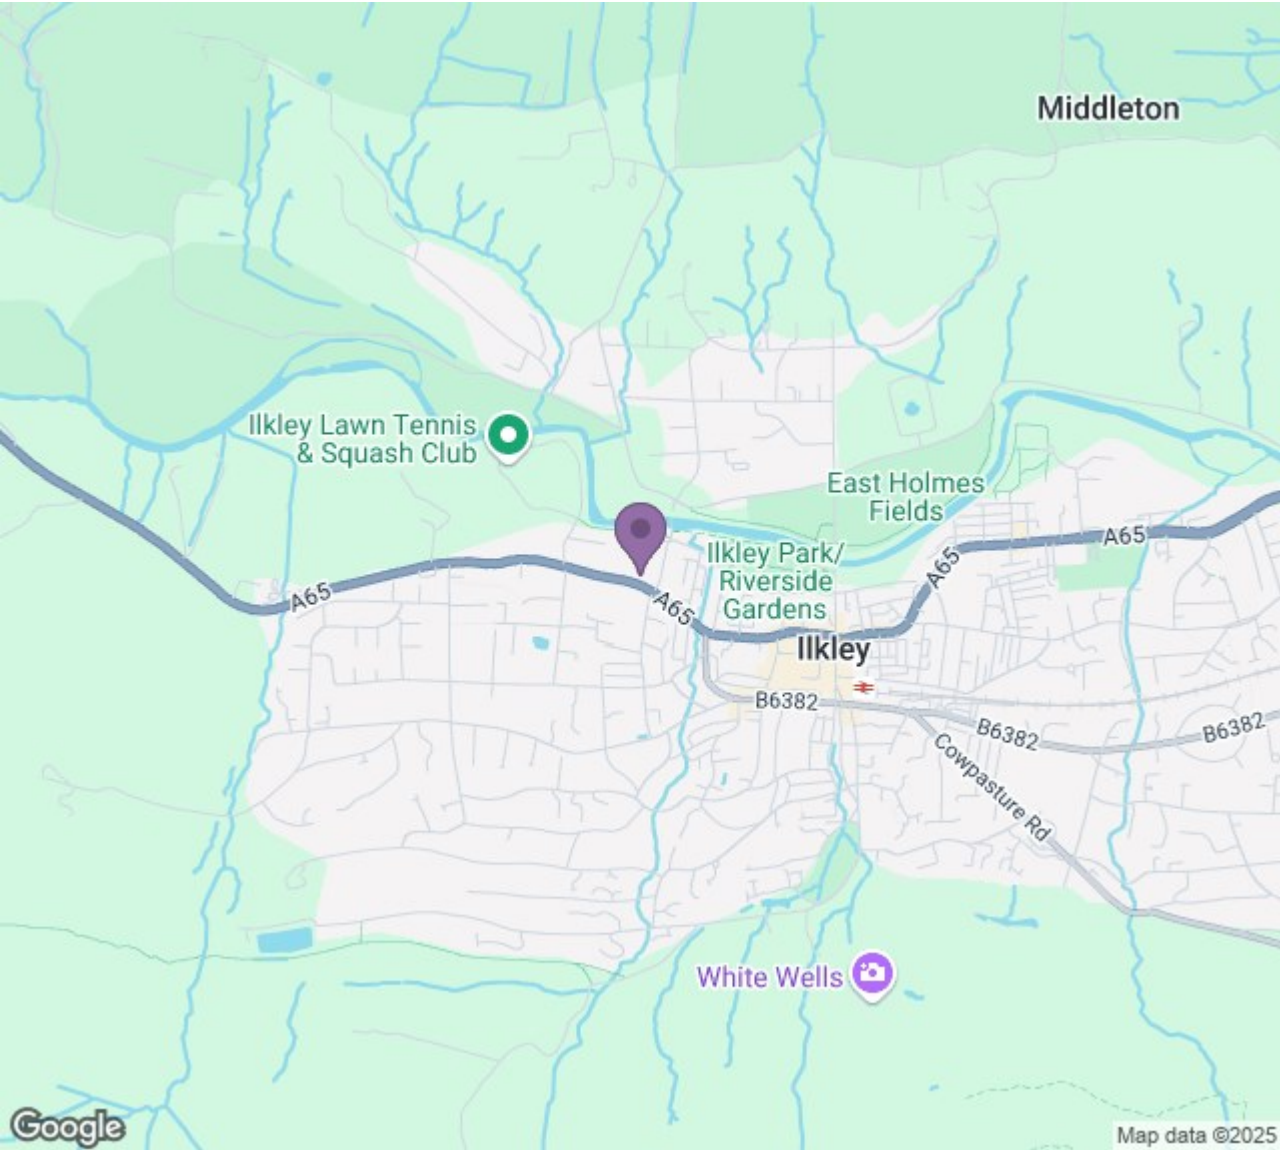 Middleton
Ilkley Lawn Tennis
& Squash Club
East Holmes
Fields
A65
A65
Ilkley Park/
Riverside
Gardens
A65
A65
Ilkley
B6382
B6382
B6382
Cowpasture Rd
White Wells
Google
Map data ©2025